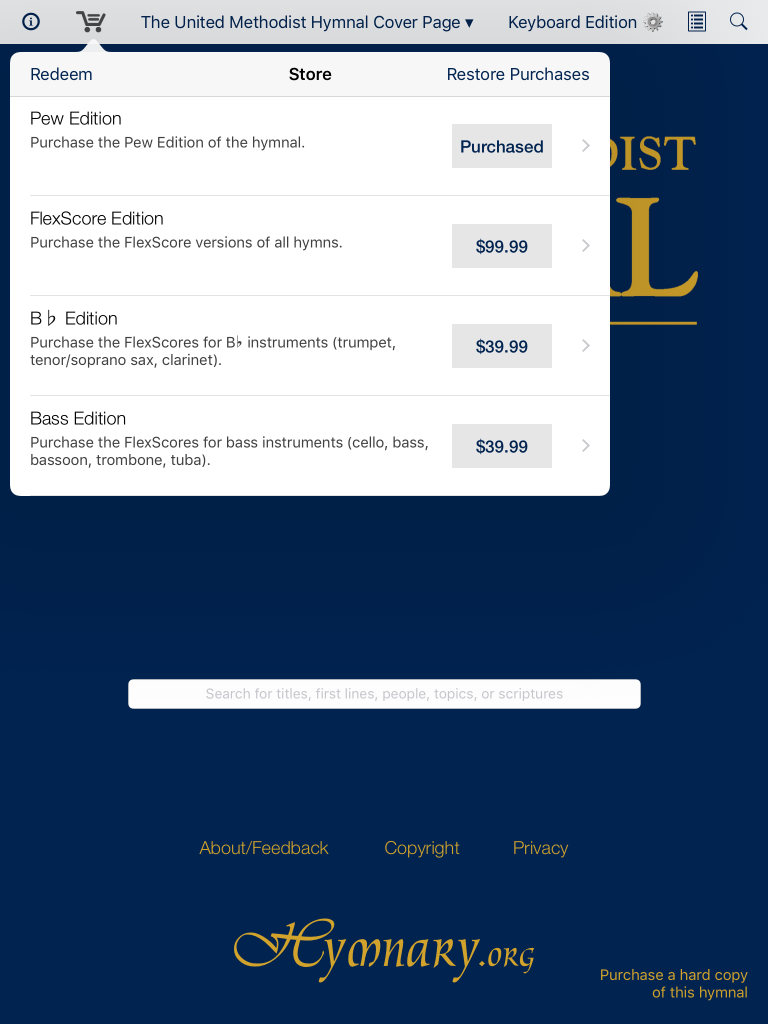 The United Methodist Hymnal Cover Page ▾
Keyboard Edition
Redeem
Store
Restore Purchases
Pew Edition
Purchase the Pew Edition of the hymnal.
Purchased
FlexScore Edition
Purchase the FlexScore versions of all hymns.
$99.99
B♭ Edition
Purchase the FlexScores for B♭ instruments (trumpet,
tenor/soprano sax, clarinet).
$39.99
Bass Edition
Purchase the FlexScores for bass instruments (cello, bass,
bassoon, trombone, tuba).
$39.99
DIST
AL
Search for titles, first lines, people, topics, or scriptures
About/Feedback
Copyright
Privacy
Hymnary.org
Purchase a hard copy
of this hymnal